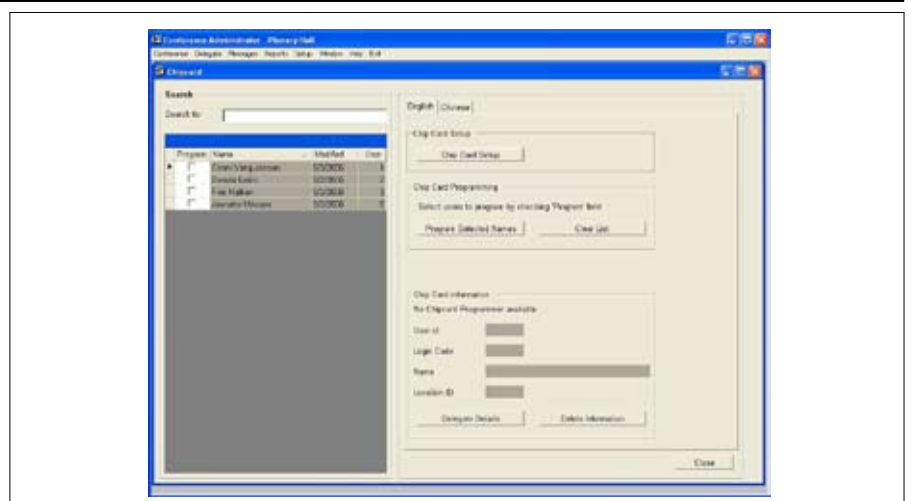 Conference Administrator - Plenary Hall
Conference Delegate Messages Reports Setup Window Help Exit
Chipcard
Search
Search for
Program Name Modified User
English Chinese
Chip Card Setup
Chip Card Setup
Chip Card Programming
Select users to program by checking 'Program' field
Program Selected Names Clear List
Chip Card Information
No Chipcard Programmer available
User id
Login Code
Name
Location ID
Delegate Details Delete Information
Close